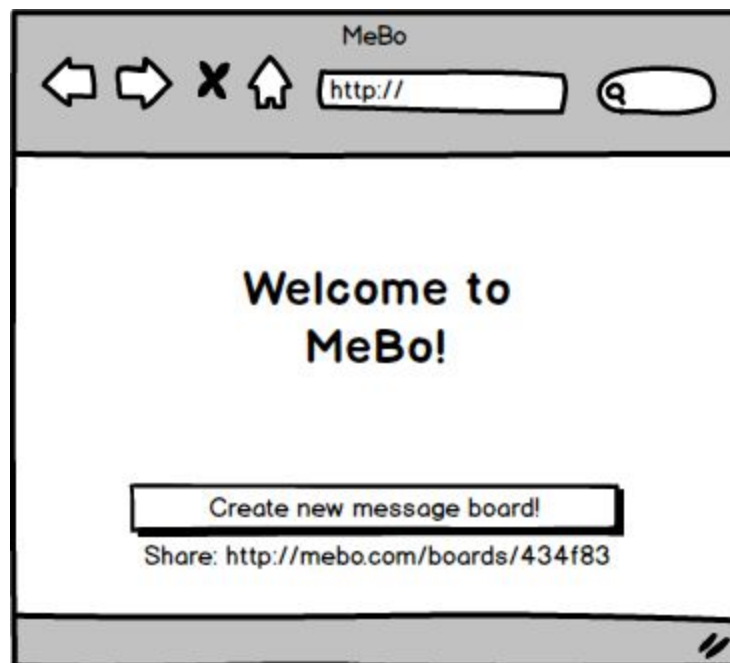 MeBo
http://
Welcome to
MeBo!
Create new message board!
Share: http://mebo.com/boards/434f83